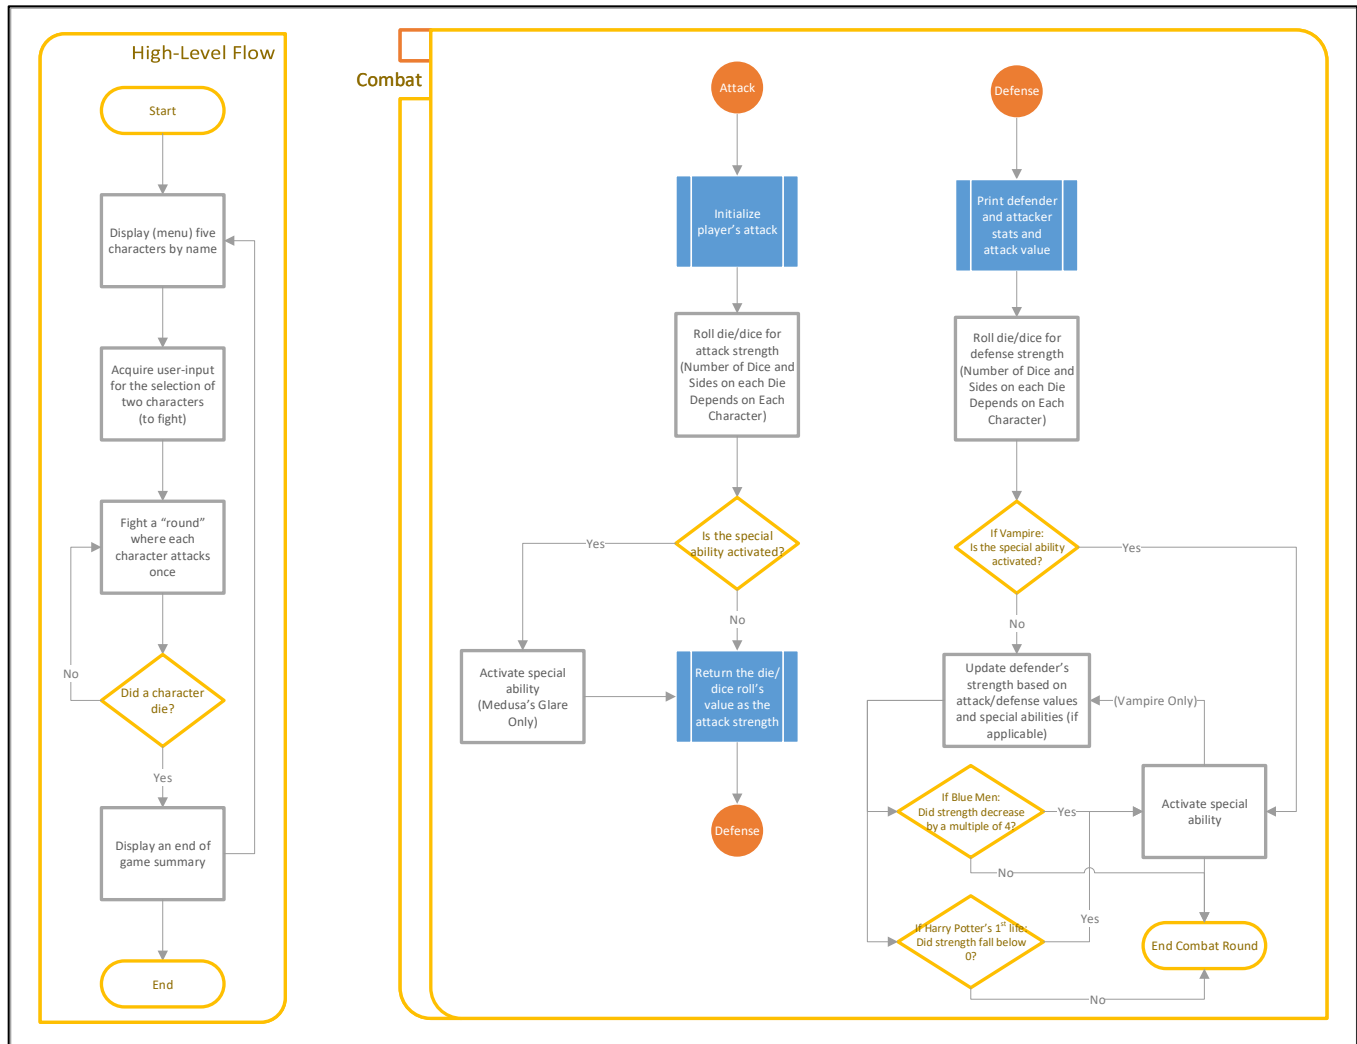 High-Level Flow
Start
Display (menu) five
characters by name
Acquire user-input
for the selection of
two characters
(to fight)
Fight a “round”
where each
character attacks
once
No
Did a character
die?
Yes
Display an end of
game summary
End
Combat
Attack
Initialize
player’s attack
Roll die/dice for
attack strength
(Number of Dice and
Sides on each Die
Depends on Each
Character)
Is the special
ability activated?
Yes
No
Activate special
ability
(Medusa’s Glare
Only)
Return the die/
dice roll’s
value as the
attack strength
Defense
Defense
Print defender
and attacker
stats and
attack value
Roll die/dice for
defense strength
(Number of Dice and
Sides on each Die
Depends on Each
Character)
If Vampire:
Is the special ability
activated?
Yes
No
Update defender’s
strength based on
attack/defense values
and special abilities (if
applicable)
(Vampire Only)
If Blue Men:
Did strength decrease
by a multiple of 4?
Yes
Activate special
ability
No
Yes
If Harry Potter’s 1st life:
Did strength fall below
0?
End Combat Round
No